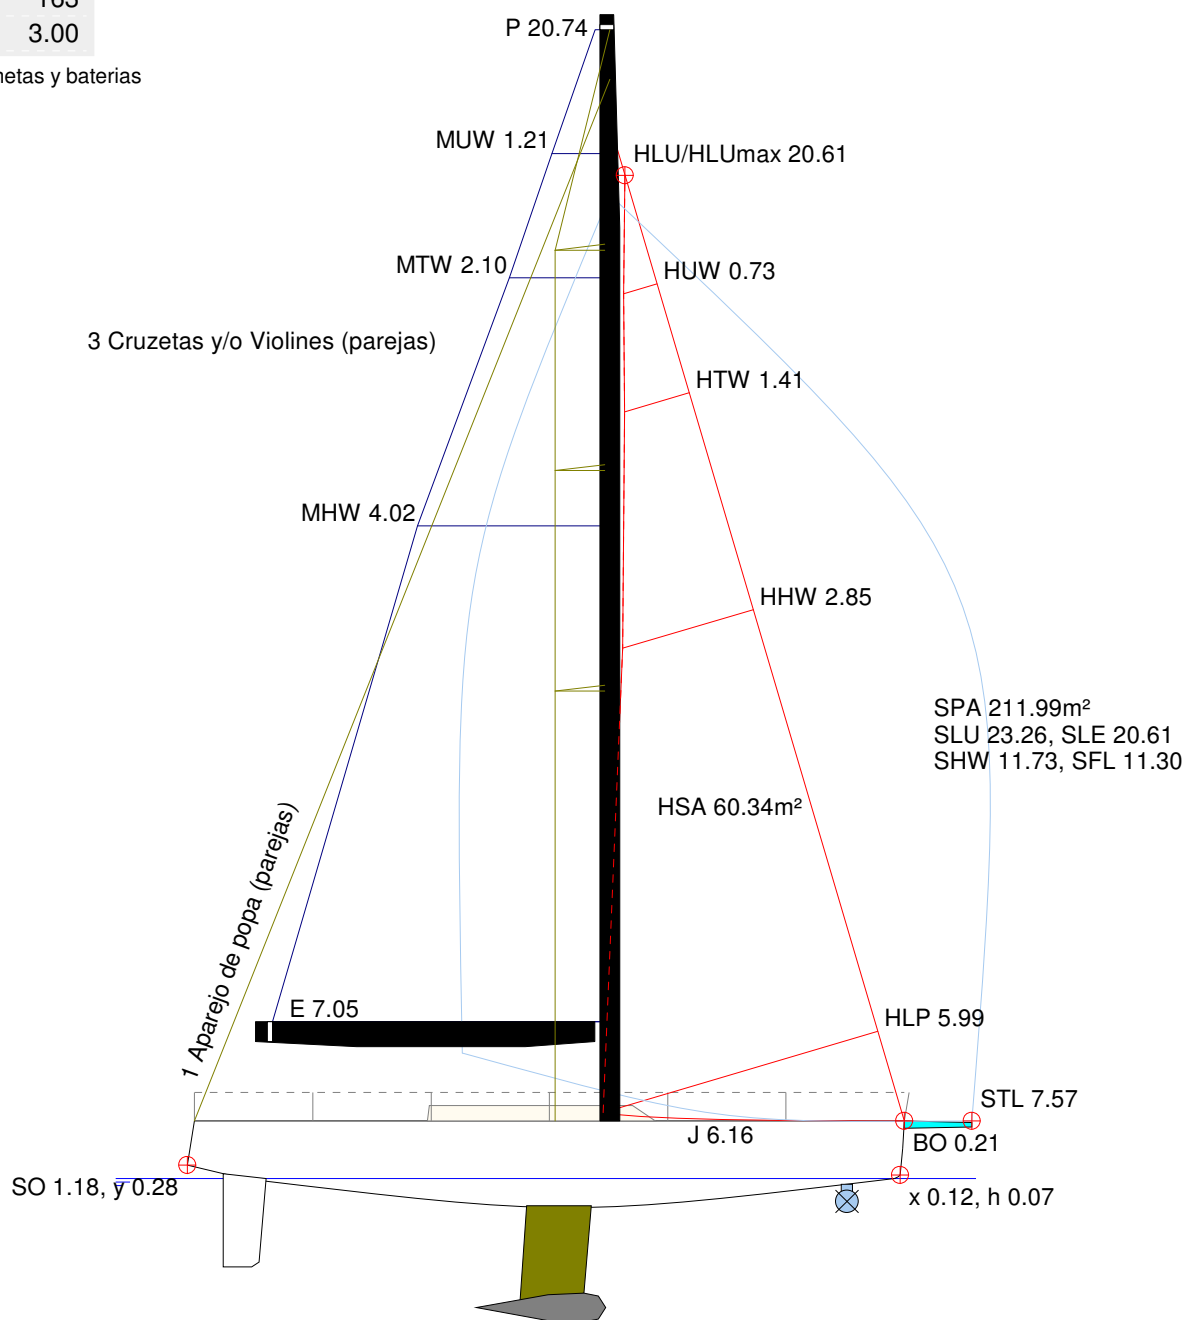 3.00
P 20.74
MUW 1.21
HLU/HLUmax 20.61
MTW 2.10
HUW 0.73
3 Cruzetas y/o Violines (parejas)
HTW 1.41
MHW 4.02
HHW 2.85
SPA 211.99m²
SLU 23.26, SLE 20.61
SHW 11.73, SFL 11.30
HSA 60.34m²
1 Aparejo de popa (parejas)
E 7.05
HLP 5.99
STL 7.57
J 6.16
BO 0.21
SO 1.18, y 0.28
x 0.12, h 0.07
y baterias